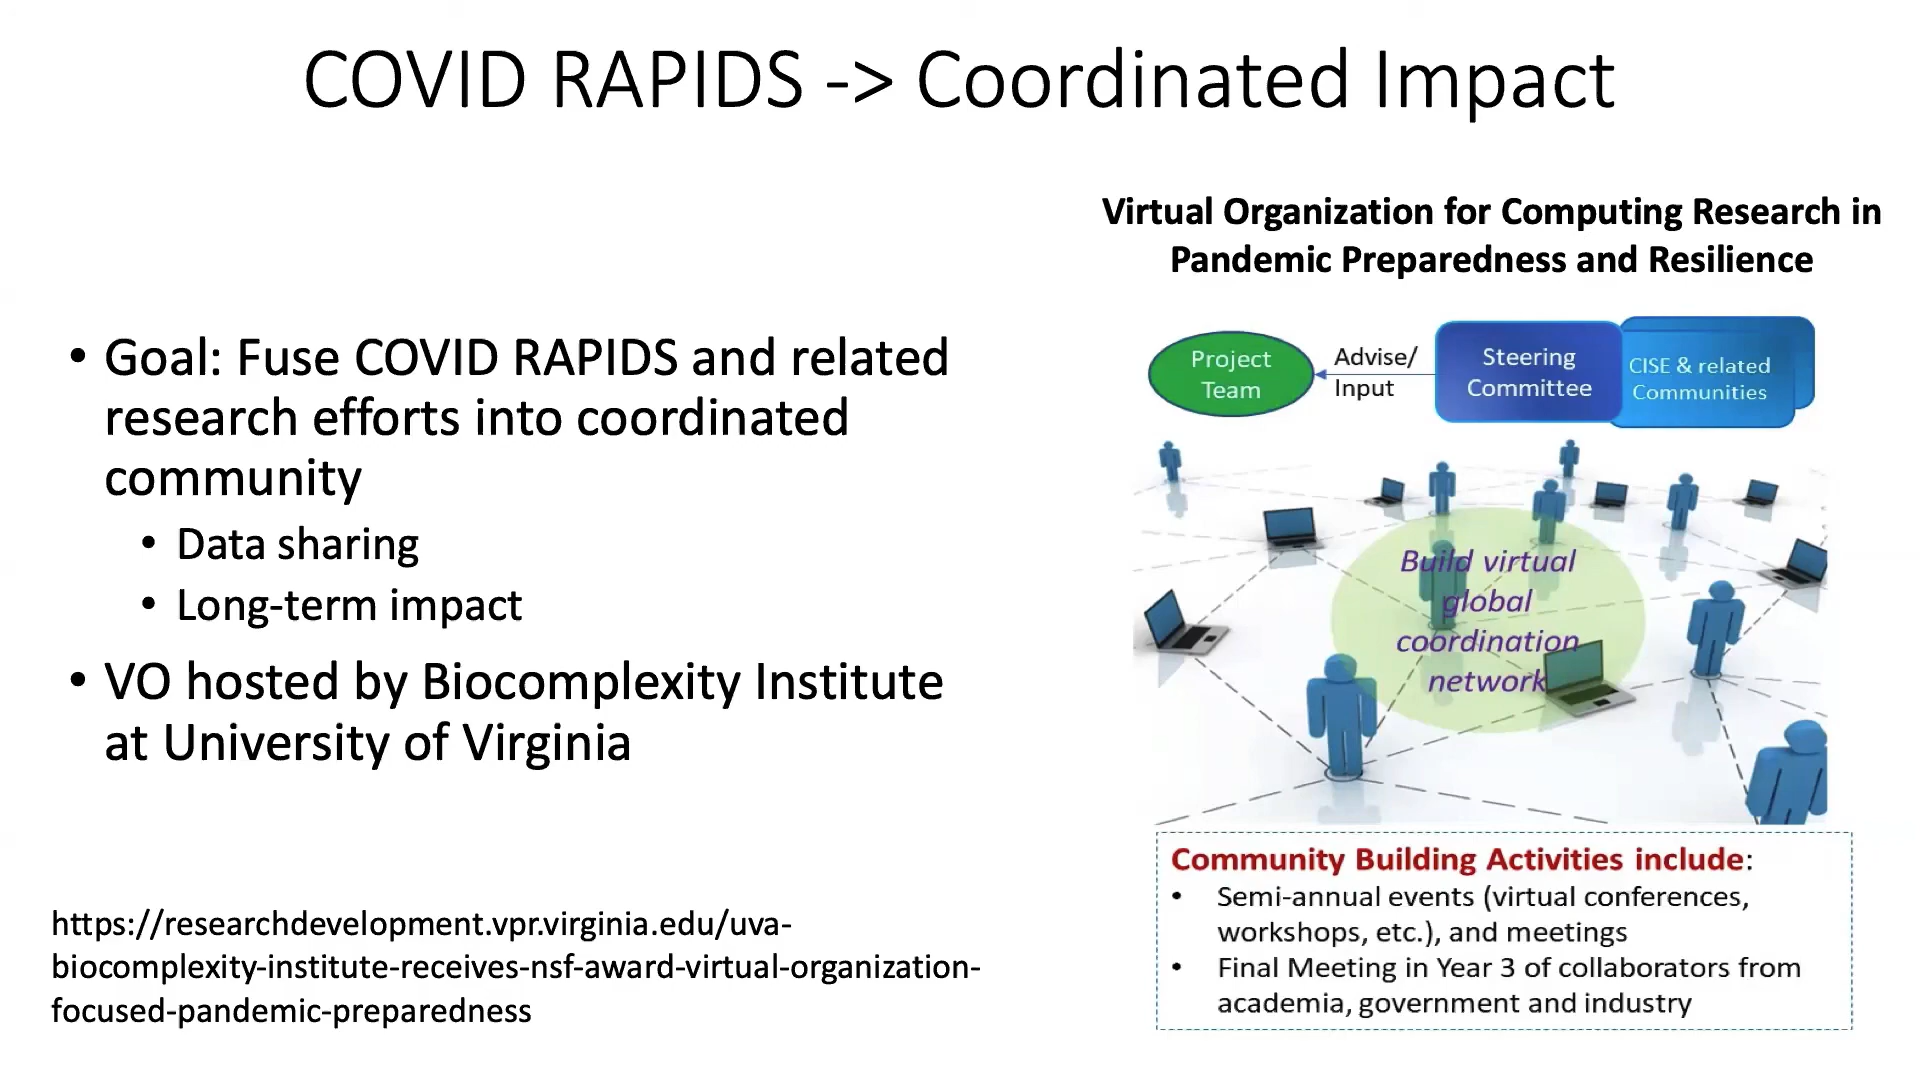 COVID RAPIDS -> Coordinated Impact
• Goal: Fuse COVID RAPIDS and related
research efforts into coordinated
community
• Data sharing
• Long-term impact
• VO hosted by Biocomplexity Institute
at University of Virginia
https://researchdevelopment.vpr.virginia.edu/uva-
biocomplexity-institute-receives-nsf-award-virtual-organization-
focused-pandemic-preparedness
Virtual Organization for Computing Research in
Pandemic Preparedness and Resilience
Project
Team
Advise/
Input
Steering
Committee
CISE & related
Communities
Build virtual
global
coordination
network
Community Building Activities include:
• Semi-annual events (virtual conferences,
workshops, etc.), and meetings
• Final Meeting in Year 3 of collaborators from
academia, government and industry